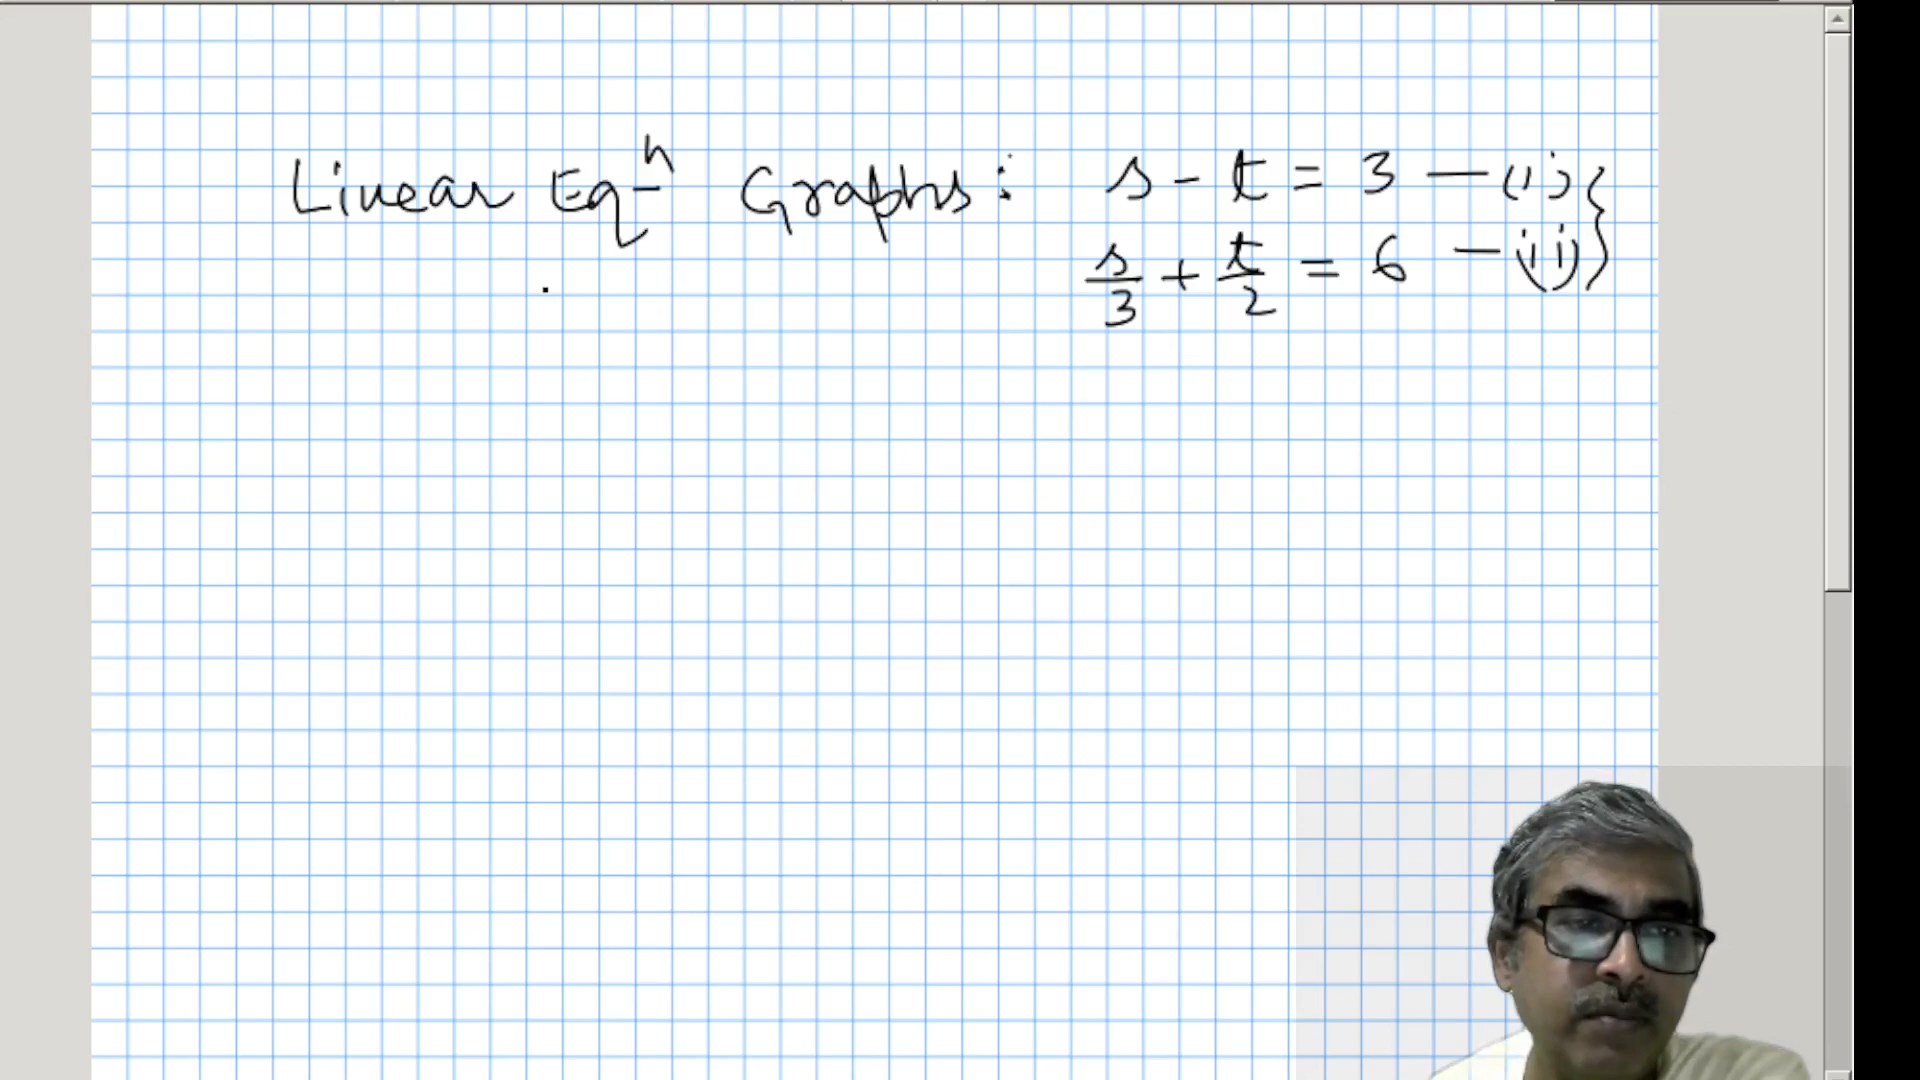 Linear Eqⁿ Graphs: s - t = 3 — (i)
s/3 + t/2 = 6 — (ii)